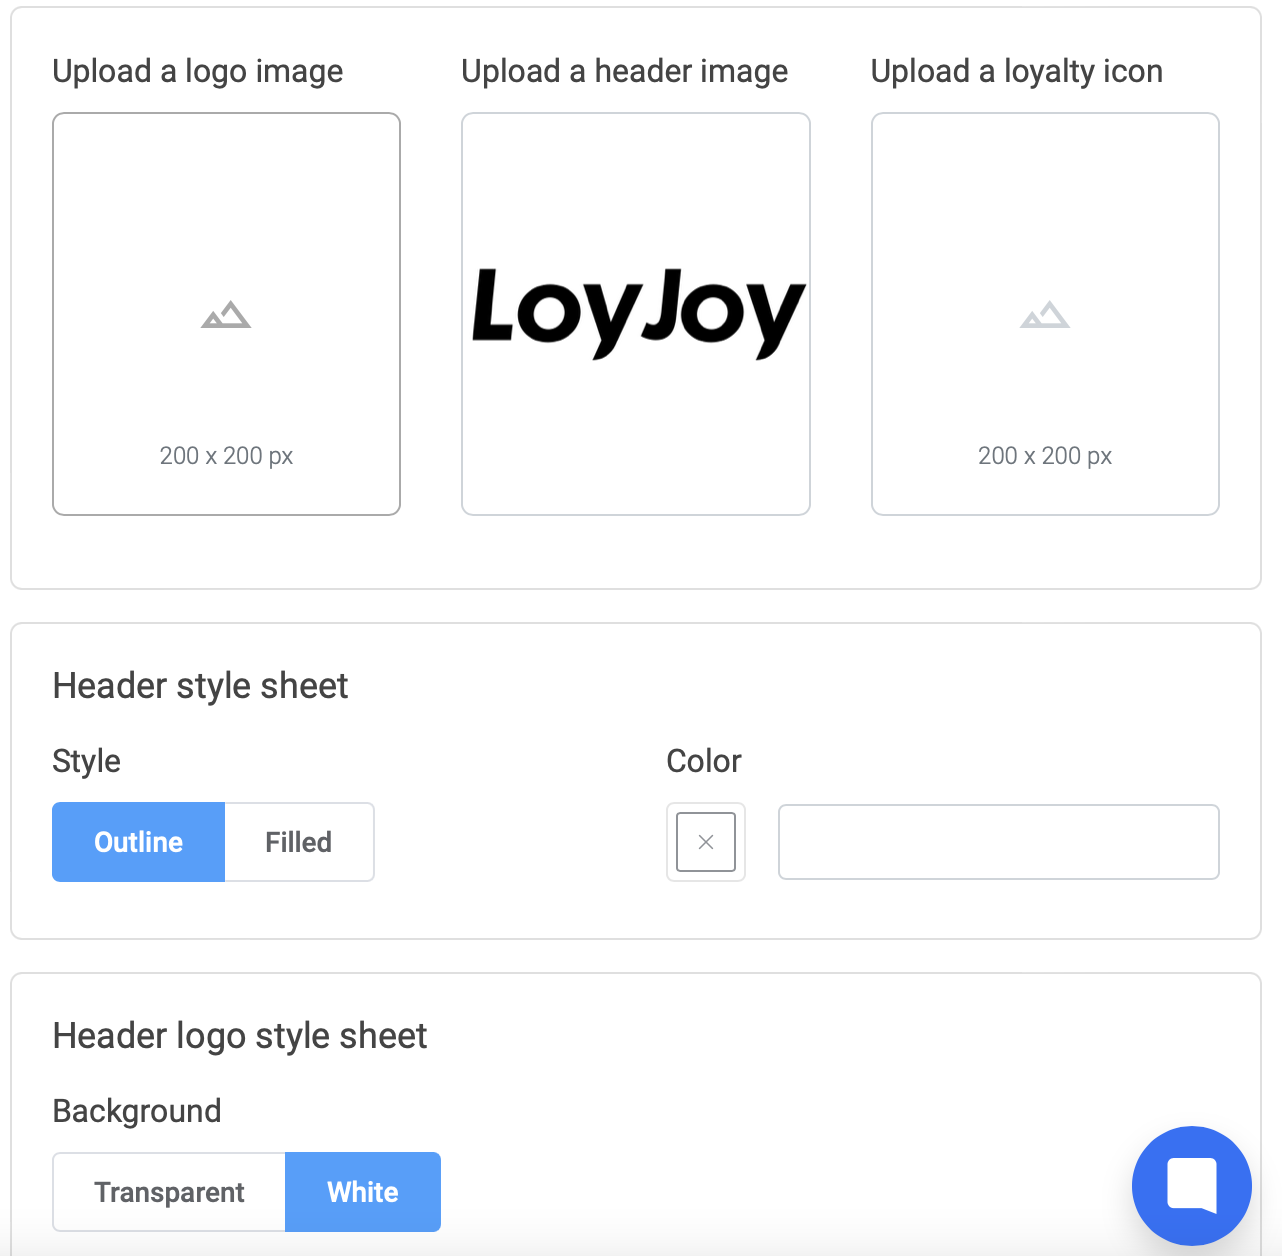 Upload a logo image
Upload a header image
Upload a loyalty icon
LoyJoy
200 x 200 px
200 x 200 px
Header style sheet
Style
Color
Outline
Filled
Header logo style sheet
Background
Transparent
White